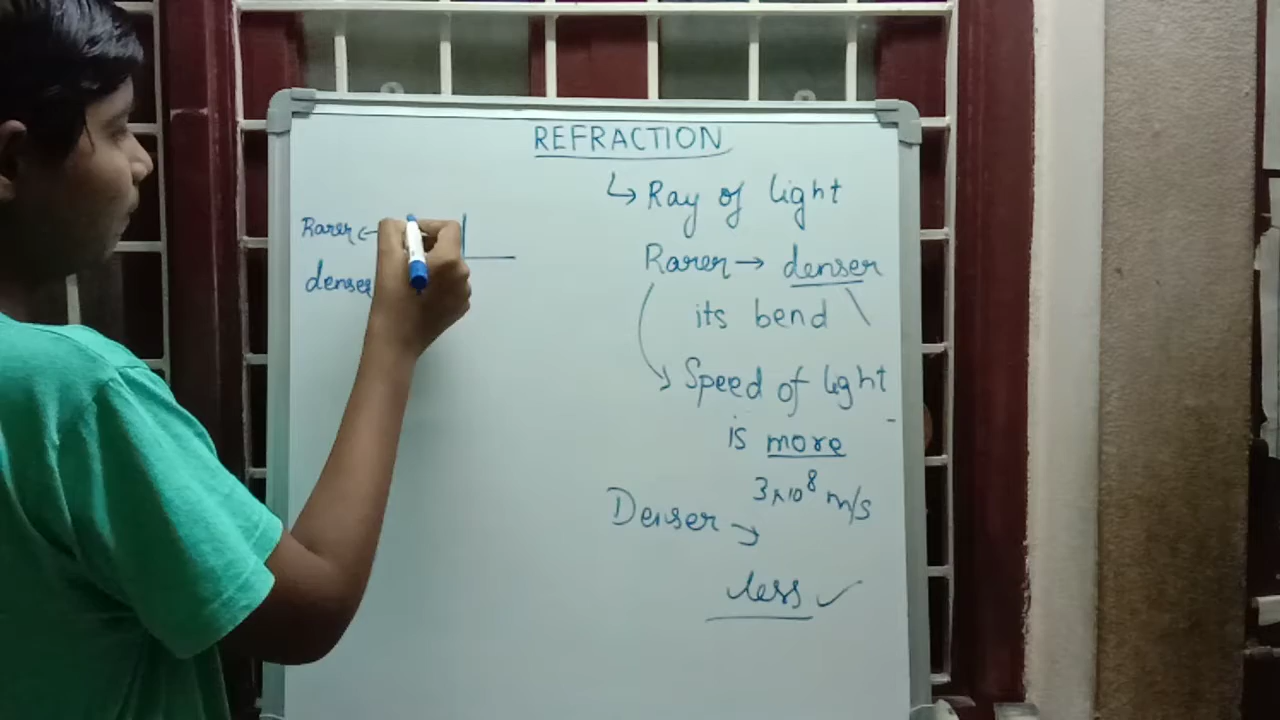 REFRACTION
↳ Ray of light
Rarer → denser
its bend
↳ Speed of light
is more
3×10⁸ m/s
Denser →
less ✓
Rarer ←
denser